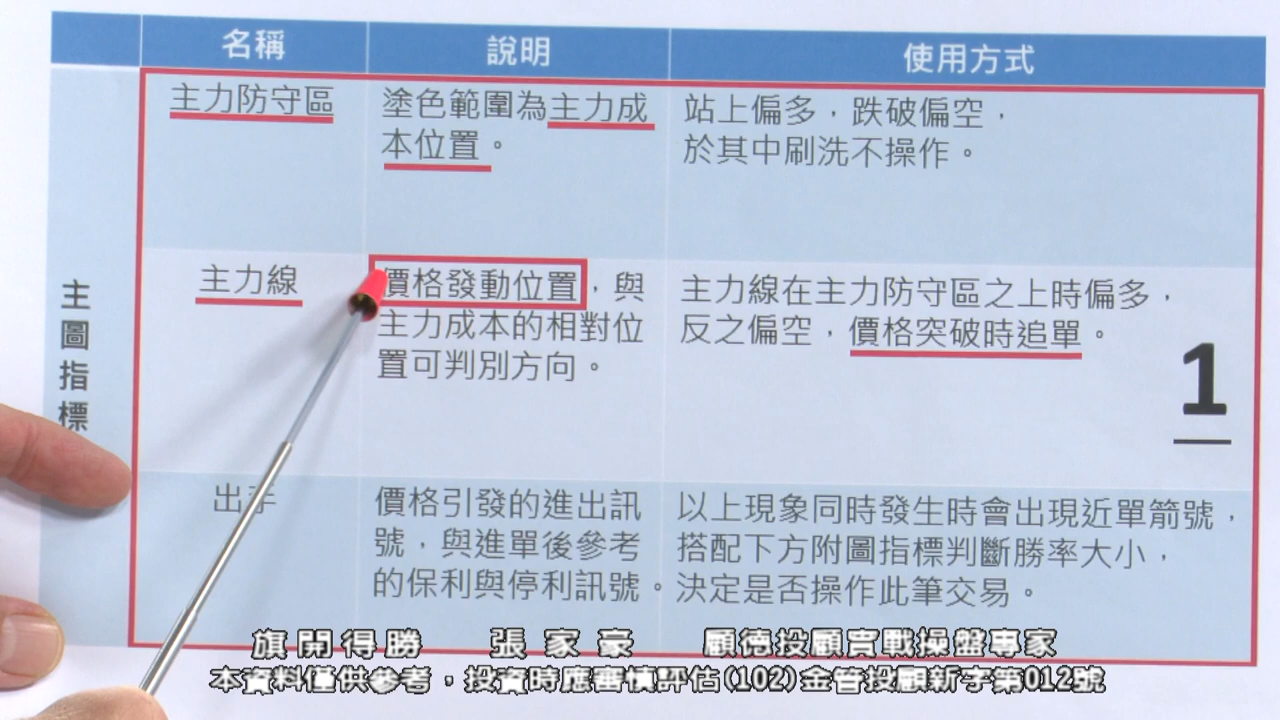 名稱 說明 使用方式
主圖指標
主力防守區
塗色範圍為主力成
本位置。
站上偏多，跌破偏空，
於其中刷洗不操作。
主力線
價格發動位置，與
主力成本的相對位
置可判別方向。
主力線在主力防守區之上時偏多，
反之偏空，價格突破時追單。
1
出手
價格引發的進出訊
號，與進單後參考
的保利與停利訊號。
以上現象同時發生時會出現近單箭號，
搭配下方附圖指標判斷勝率大小，
決定是否操作此筆交易。
旗開得勝 張家豪 顧德投顧實戰操盤專家
本資料僅供參考，投資時應審慎評估(102)金管投顧新字第012號